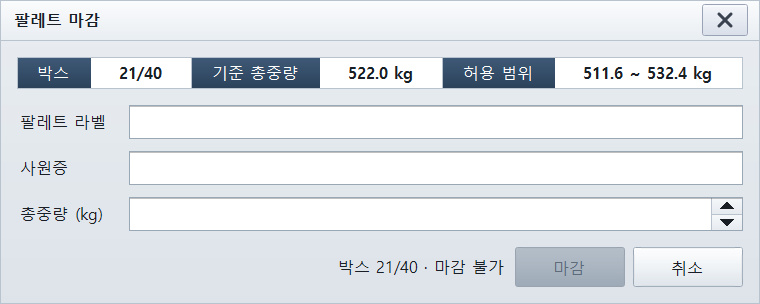 팔레트 마감
박스 21/40 기준 총중량 522.0 kg 허용 범위 511.6 ~ 532.4 kg
팔레트 라벨
사원증
총중량 (kg)
박스 21/40 · 마감 불가 마감 취소